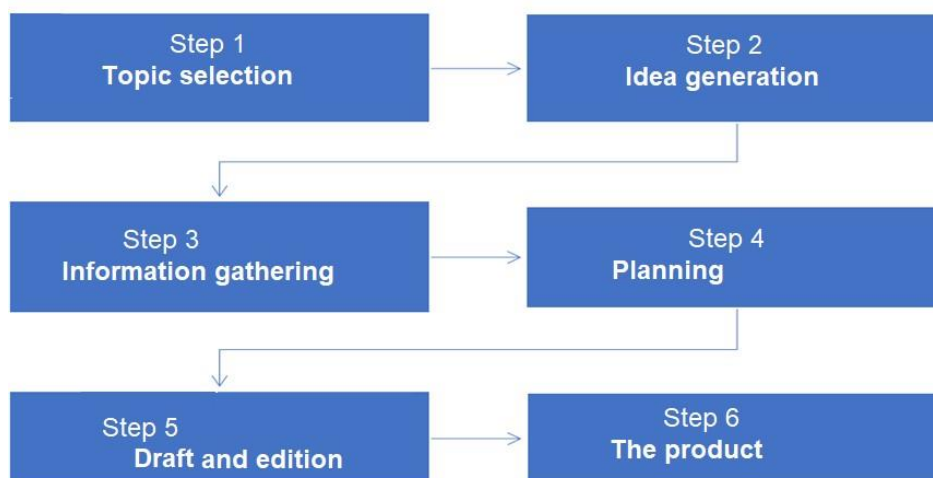 Step 1
Topic selection
Step 2
Idea generation
Step 3
Information gathering
Step 4
Planning
Step 5
Draft and edition
Step 6
The product